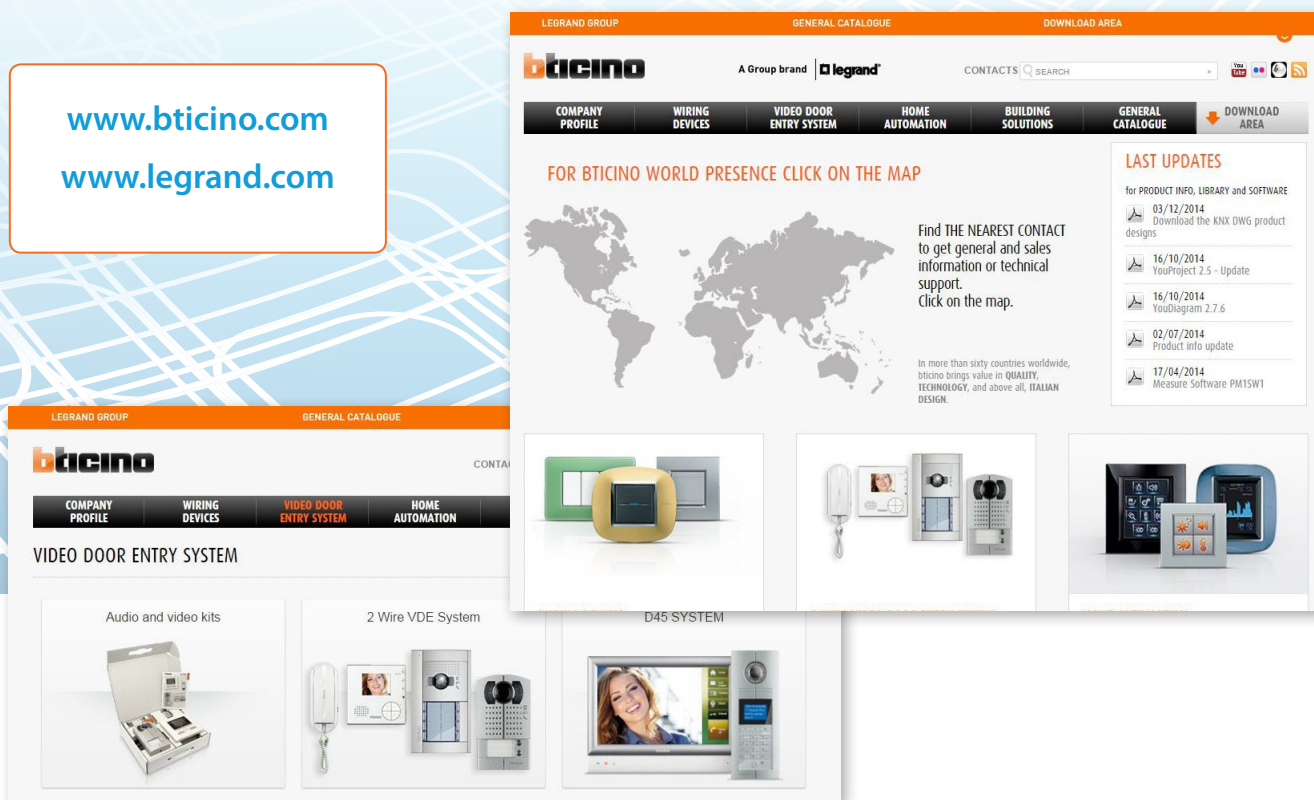 www.bticino.com
www.legrand.com
LEGRAND GROUP GENERAL CATALOGUE DOWNLOAD AREA
bticino A Group brand legrand CONTACTS SEARCH You Tube
COMPANY PROFILE WIRING DEVICES VIDEO DOOR ENTRY SYSTEM HOME AUTOMATION BUILDING SOLUTIONS GENERAL CATALOGUE DOWNLOAD AREA
FOR BTICINO WORLD PRESENCE CLICK ON THE MAP
Find THE NEAREST CONTACT
to get general and sales
information or technical
support.
Click on the map.
In more than sixty countries worldwide,
bticino brings value in QUALITY,
TECHNOLOGY, and above all, ITALIAN
DESIGN.
LAST UPDATES
for PRODUCT INFO, LIBRARY and SOFTWARE
03/12/2014
Download the KNX DWG product
designs
16/10/2014
YouProject 2.5 - Update
16/10/2014
YouDiagram 2.7.6
02/07/2014
Product info update
17/04/2014
Measure Software PM1SW1
LEGRAND GROUP GENERAL CATALOGUE
bticino CONTA
COMPANY PROFILE WIRING DEVICES VIDEO DOOR ENTRY SYSTEM HOME AUTOMATION
VIDEO DOOR ENTRY SYSTEM
Audio and video kits 2 Wire VDE System D45 SYSTEM